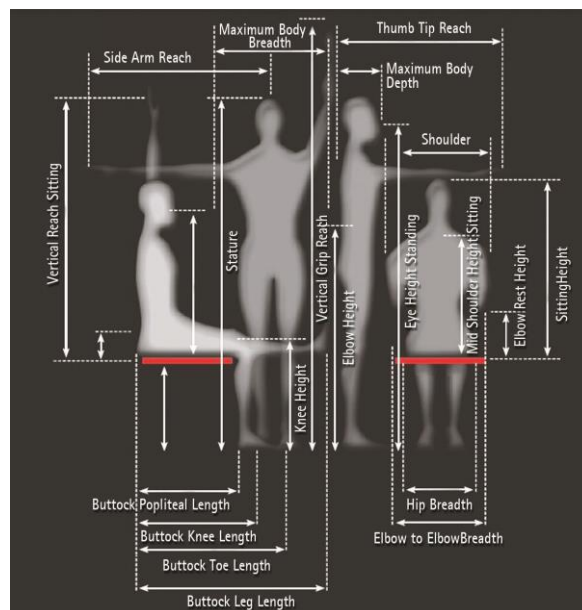 Maximum Body
Breadth
Thumb Tip Reach
Side Arm Reach
Maximum Body
Depth
Shoulder
Vertical Reach Sitting
Stature
Vertical Grip Reach
Elbow Height
Eye Height Standing
Mid Shoulder Height Sitting
Elbow Rest Height
SittingHeight
Knee Height
Buttock Popliteal Length
Hip Breadth
Buttock Knee Length
Elbow to ElbowBreadth
Buttock Toe Length
Buttock Leg Length